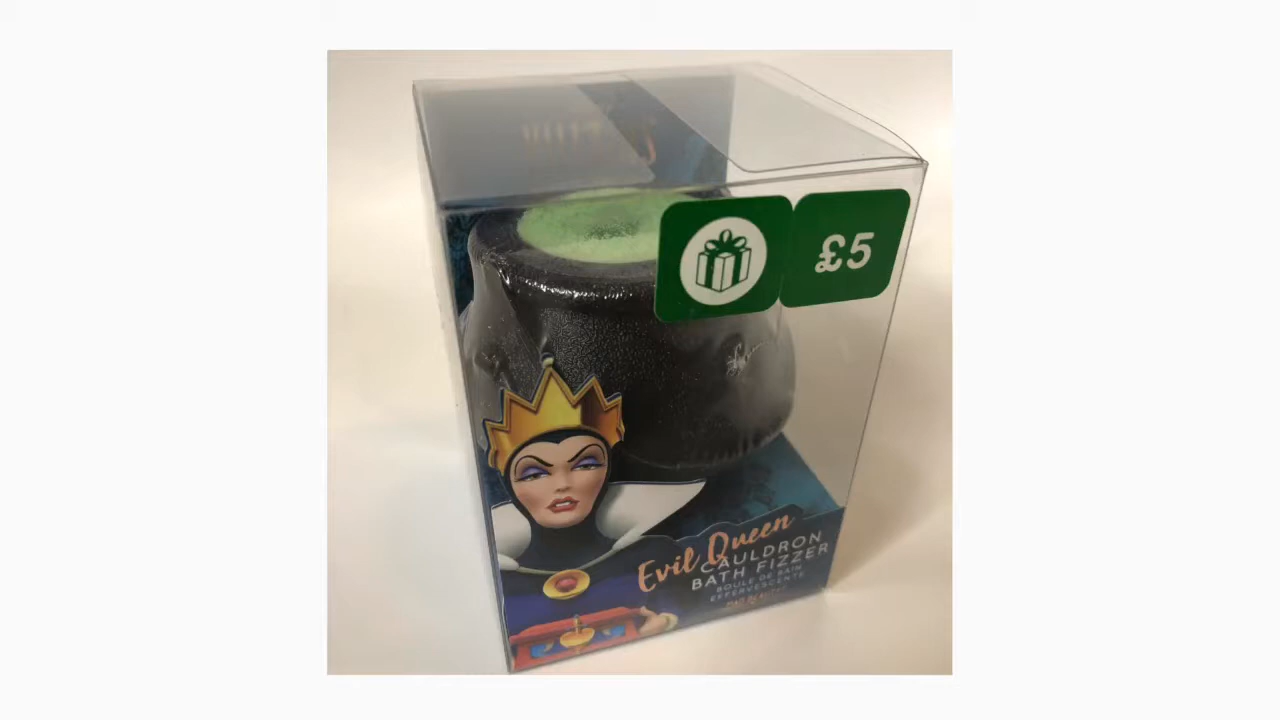 £5
Evil Queen
CAULDRON
BATH FIZZER
BOULE DE BAIN
EFFERVESCENTE